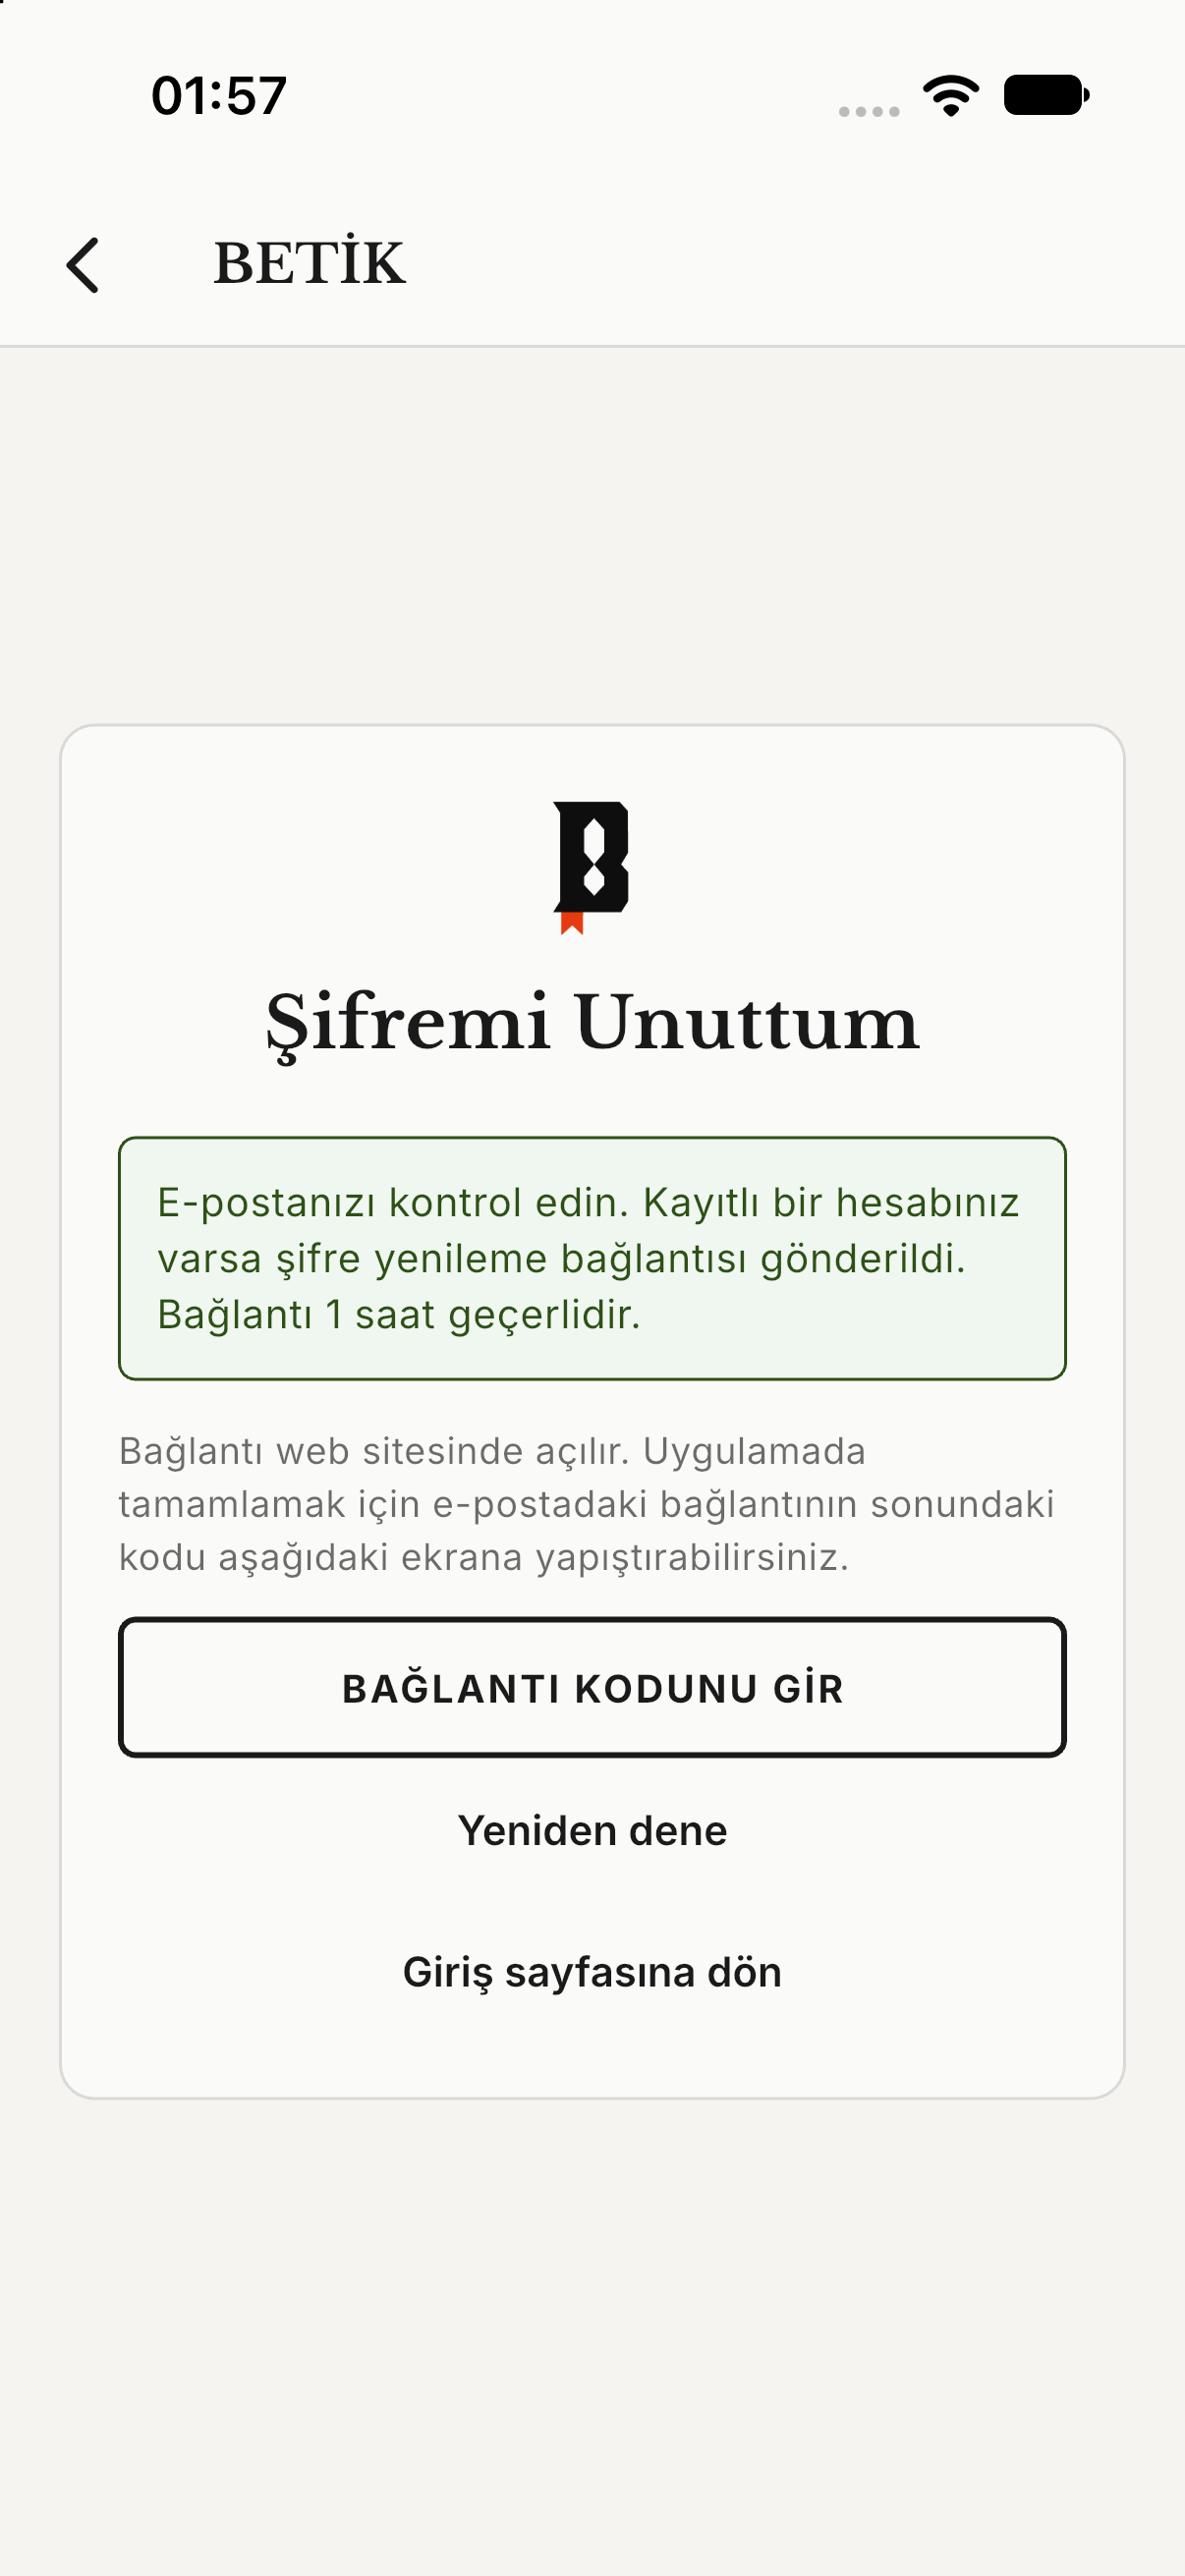 01:57
BETİK
B
Şifremi Unuttum
E-postanızı kontrol edin. Kayıtlı bir hesabınız
varsa şifre yenileme bağlantısı gönderildi.
Bağlantı 1 saat geçerlidir.
Bağlantı web sitesinde açılır. Uygulamada
tamamlamak için e-postadaki bağlantının sonundaki
kodu aşağıdaki ekrana yapıştırabilirsiniz.
BAĞLANTI KODUNU GİR
Yeniden dene
Giriş sayfasına dön